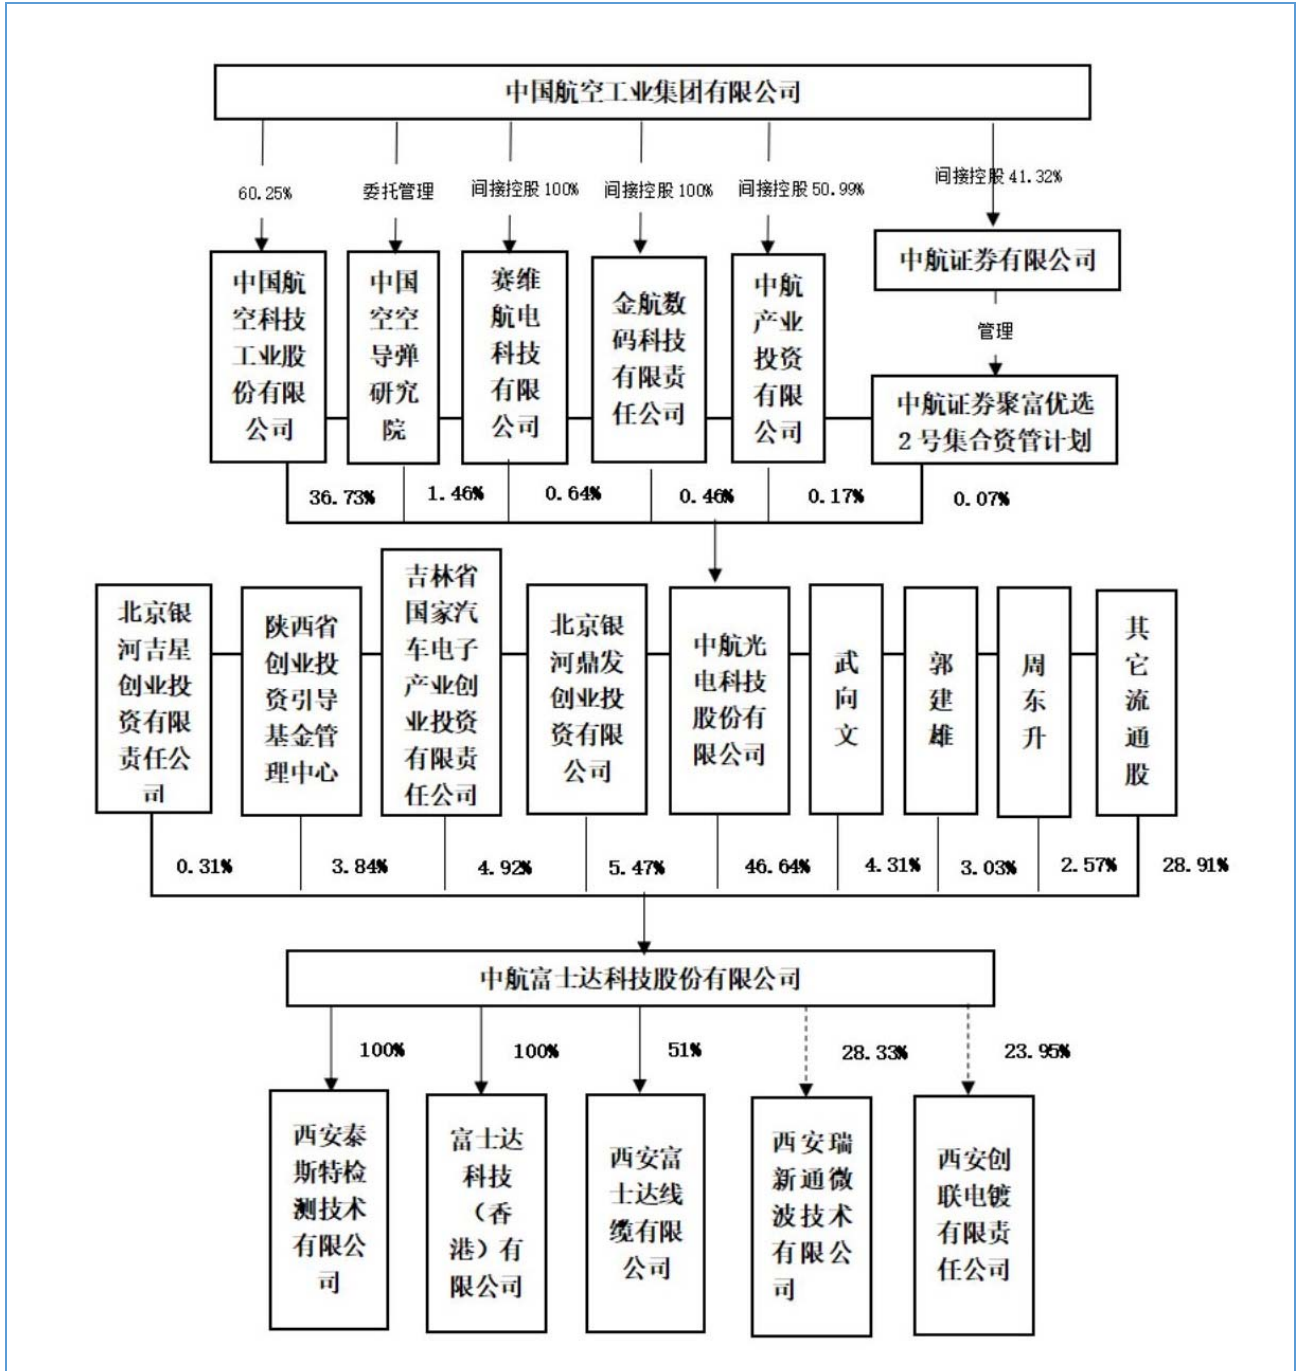 中国航空工业集团有限公司
60.25%
委托管理
间接控股 100%
间接控股 100%
间接控股 50.99%
间接控股 41.32%
中国航
空科技
工业股
份有限
公司
中国
空空
导弹
研究
院
赛维
航电
科技
有限
公司
金航数
码科技
有限责
任公司
中航
产业
投资
有限
公司
中航证券有限公司
管理
中航证券聚富优选
2 号集合资管计划
36.73%
1.46%
0.64%
0.46%
0.17%
0.07%
北京银
河吉星
创业投
资有限
责任公
司
陕西省
创业投
资引导
基金管
理中心
吉林省
国家汽
车电子
产业创
业投资
有限责
任公司
北京银
河鼎发
创业投
资有限
公司
中航光
电科技
股份有
限公司
武
向
文
郭
建
雄
周
东
升
其
它
流
通
股
0.31%
3.84%
4.92%
5.47%
46.64%
4.31%
3.03%
2.57%
28.91%
中航富士达科技股份有限公司
100%
100%
51%
28.33%
23.95%
西安泰
斯特检
测技术
有限公
司
富士达
科技
（香
港）有
限公司
西安富
士达线
缆有限
公司
西安瑞
新通微
波技术
有限公
司
西安创
联电镀
有限责
任公司